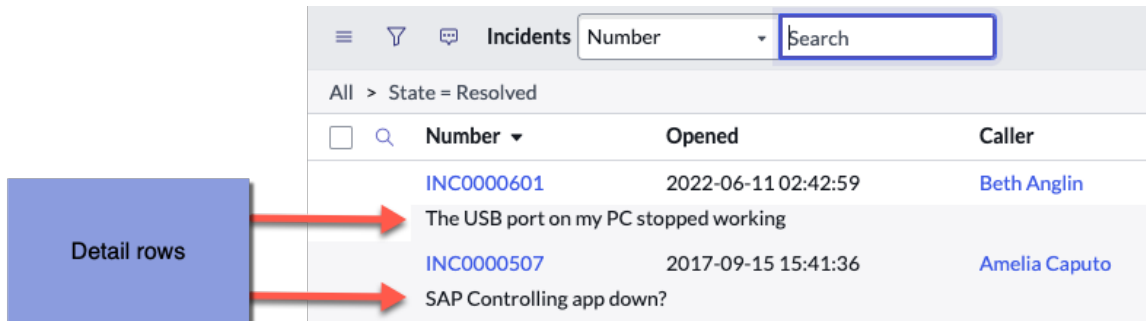 Incidents Number Search
All > State = Resolved
Number Opened Caller
INC0000601 2022-06-11 02:42:59 Beth Anglin
The USB port on my PC stopped working
Detail rows
INC0000507 2017-09-15 15:41:36 Amelia Caputo
SAP Controlling app down?